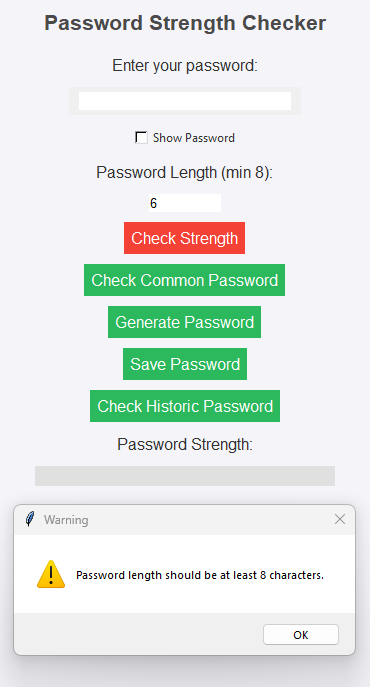 Password Strength Checker
Enter your password:
Show Password
Password Length (min 8):
6
Check Strength
Check Common Password
Generate Password
Save Password
Check Historic Password
Password Strength:
Warning
Password length should be at least 8 characters.
OK